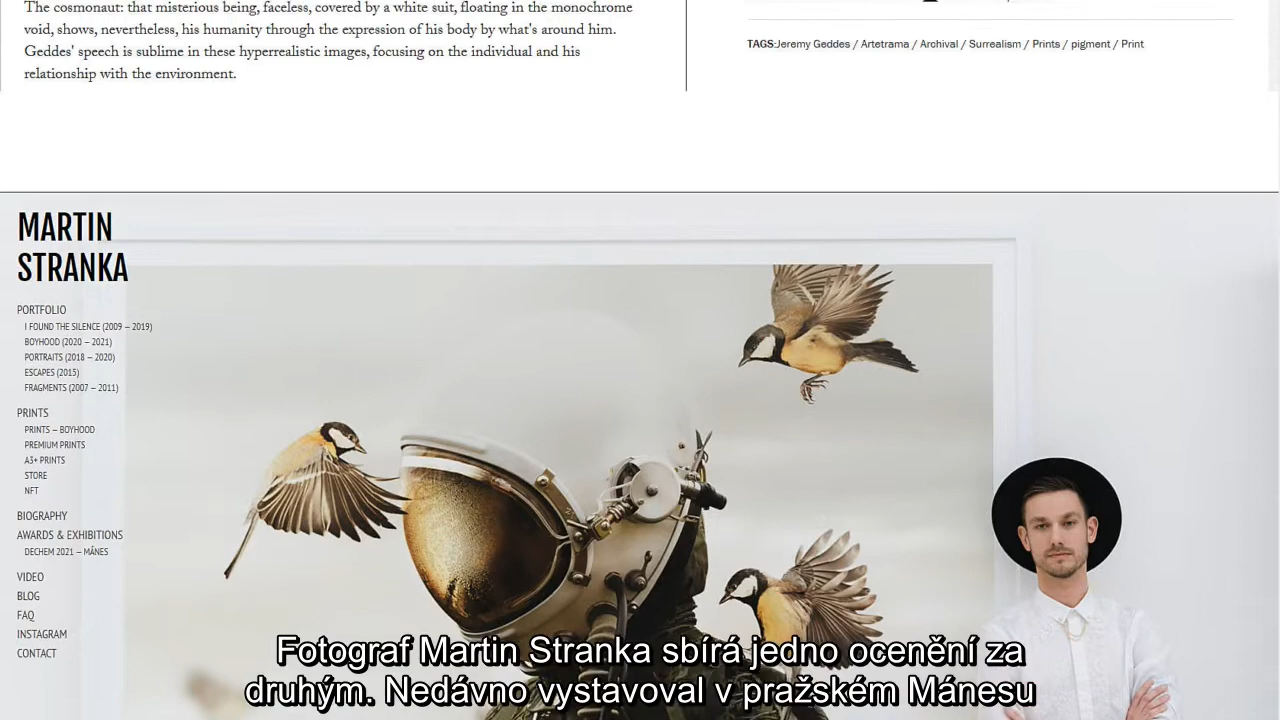 The cosmonaut: that misterious being, faceless, covered by a white suit, floating in the monochrome
void, shows, nevertheless, his humanity through the expression of his body by what's around him.
Geddes' speech is sublime in these hyperrealistic images, focusing on the individual and his
relationship with the environment.
TAGS:Jeremy Geddes / Artetrama / Archival / Surrealism / Prints / pigment / Print
MARTIN
STRANKA
PORTFOLIO
I FOUND THE SILENCE (2009 – 2019)
BOYHOOD (2020 – 2021)
PORTRAITS (2018 – 2020)
ESCAPES (2015)
FRAGMENTS (2007 – 2011)
PRINTS
PRINTS – BOYHOOD
PREMIUM PRINTS
A3+ PRINTS
STORE
NFT
BIOGRAPHY
AWARDS & EXHIBITIONS
DECHEM 2021 – MÁNES
VIDEO
BLOG
FAQ
INSTAGRAM
CONTACT
Fotograf Martin Stranka sbírá jedno ocenění za
druhým. Nedávno vystavoval v pražském Mánesu